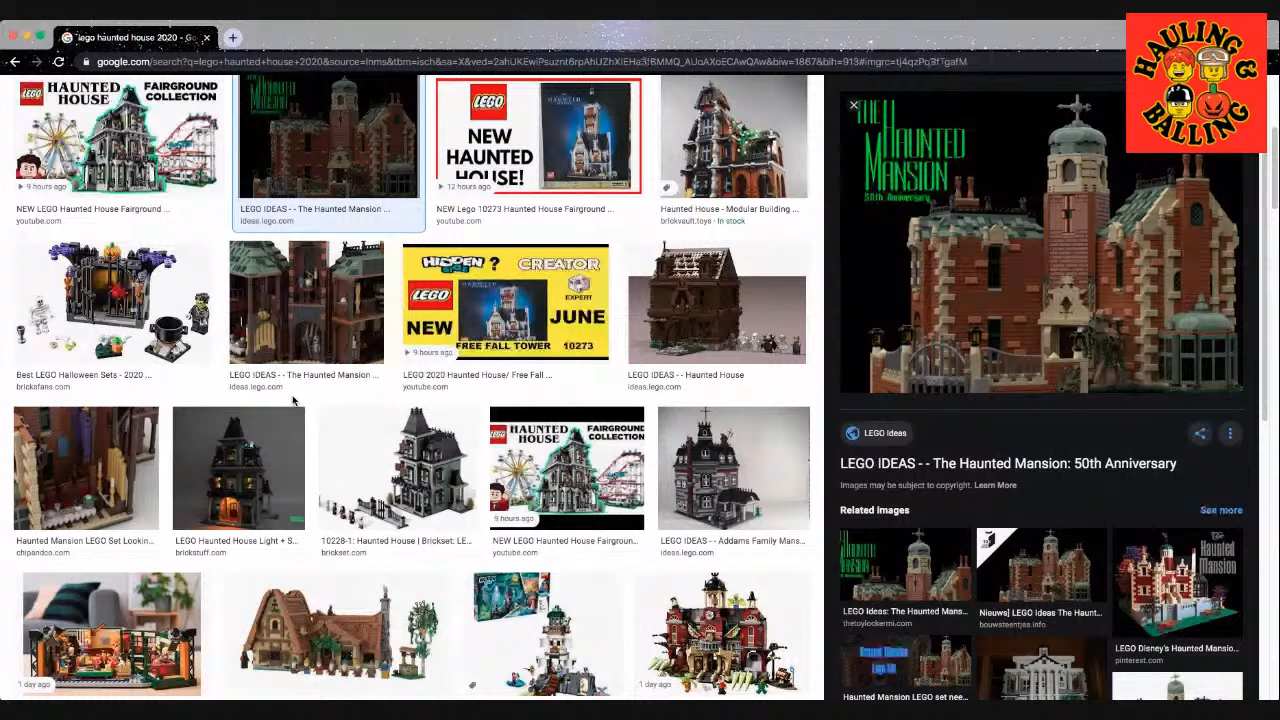 lego haunted house 2020 - Go
google.com/search?q=lego+haunted+house+2020&source=lnms&tbm=isch&sa=X&ved=
HAULING
BALLING
LEGO HAUNTED HOUSE
FAIRGROUND COLLECTION
9 hours ago
NEW LEGO Haunted House Fairground ...
youtube.com
LEGO IDEAS - - The Haunted Mansion ...
ideas.lego.com
LEGO
NEW
HAUNTED
HOUSE!
12 hours ago
NEW Lego 10273 Haunted House Fairground ...
youtube.com
Haunted House - Modular Building ...
brickvault.toys · In stock
THE HAUNTED MANSION
50th Anniversary
Best LEGO Halloween Sets - 2020 ...
bricksfans.com
LEGO IDEAS - - The Haunted Mansion ...
ideas.lego.com
HIDDEN ?
CREATOR
EXPERT
LEGO
NEW
JUNE
FREE FALL TOWER 10273
9 hours ago
LEGO 2020 Haunted House/ Free Fall ...
youtube.com
LEGO IDEAS - - Haunted House
ideas.lego.com
Haunted Mansion LEGO Set Lookin...
chipandco.com
LEGO Haunted House Light + S...
brickstuff.com
10228-1: Haunted House | Brickset: LE...
brickset.com
HAUNTED HOUSE
FAIRGROUND COLLECTION
9 hours ago
NEW LEGO Haunted House Fairgroun...
youtube.com
LEGO IDEAS - - Addams Family Mans...
ideas.lego.com
1 day ago
1 day ago
LEGO Ideas
LEGO IDEAS - - The Haunted Mansion: 50th Anniversary
Images may be subject to copyright. Learn More
Related images
See more
LEGO Ideas: The Haunted Mans...
thetoylockermi.com
Nieuws| LEGO Ideas The Haunt...
bouwsteentjes.info
The Haunted Mansion
LEGO Disney's Haunted Mansio...
pinterest.com
Haunted Mansion LEGO set nee...